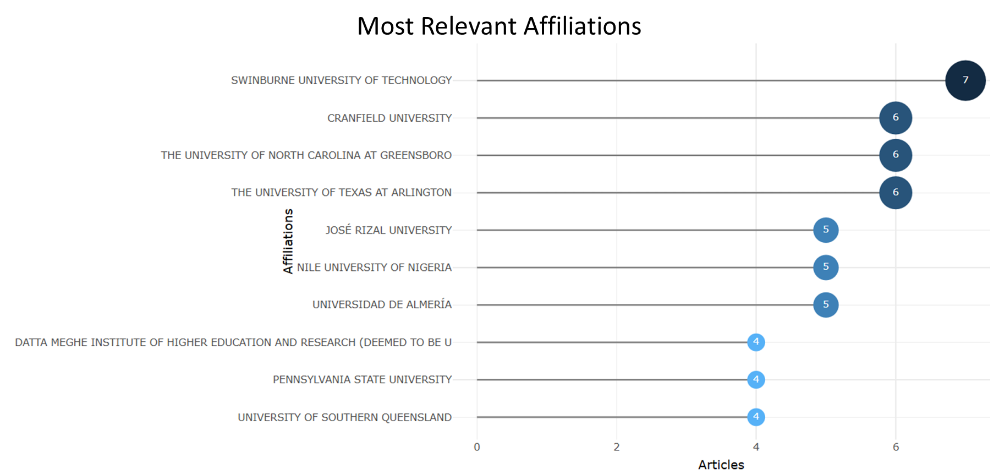 Most Relevant Affiliations
SWINBURNE UNIVERSITY OF TECHNOLOGY
7
CRANFIELD UNIVERSITY
6
THE UNIVERSITY OF NORTH CAROLINA AT GREENSBORO
6
THE UNIVERSITY OF TEXAS AT ARLINGTON
6
Affiliations
JOSÉ RIZAL UNIVERSITY
5
NILE UNIVERSITY OF NIGERIA
5
UNIVERSIDAD DE ALMERÍA
5
DATTA MEGHE INSTITUTE OF HIGHER EDUCATION AND RESEARCH (DEEMED TO BE U
4
PENNSYLVANIA STATE UNIVERSITY
4
UNIVERSITY OF SOUTHERN QUEENSLAND
4
0 2 4 6
Articles